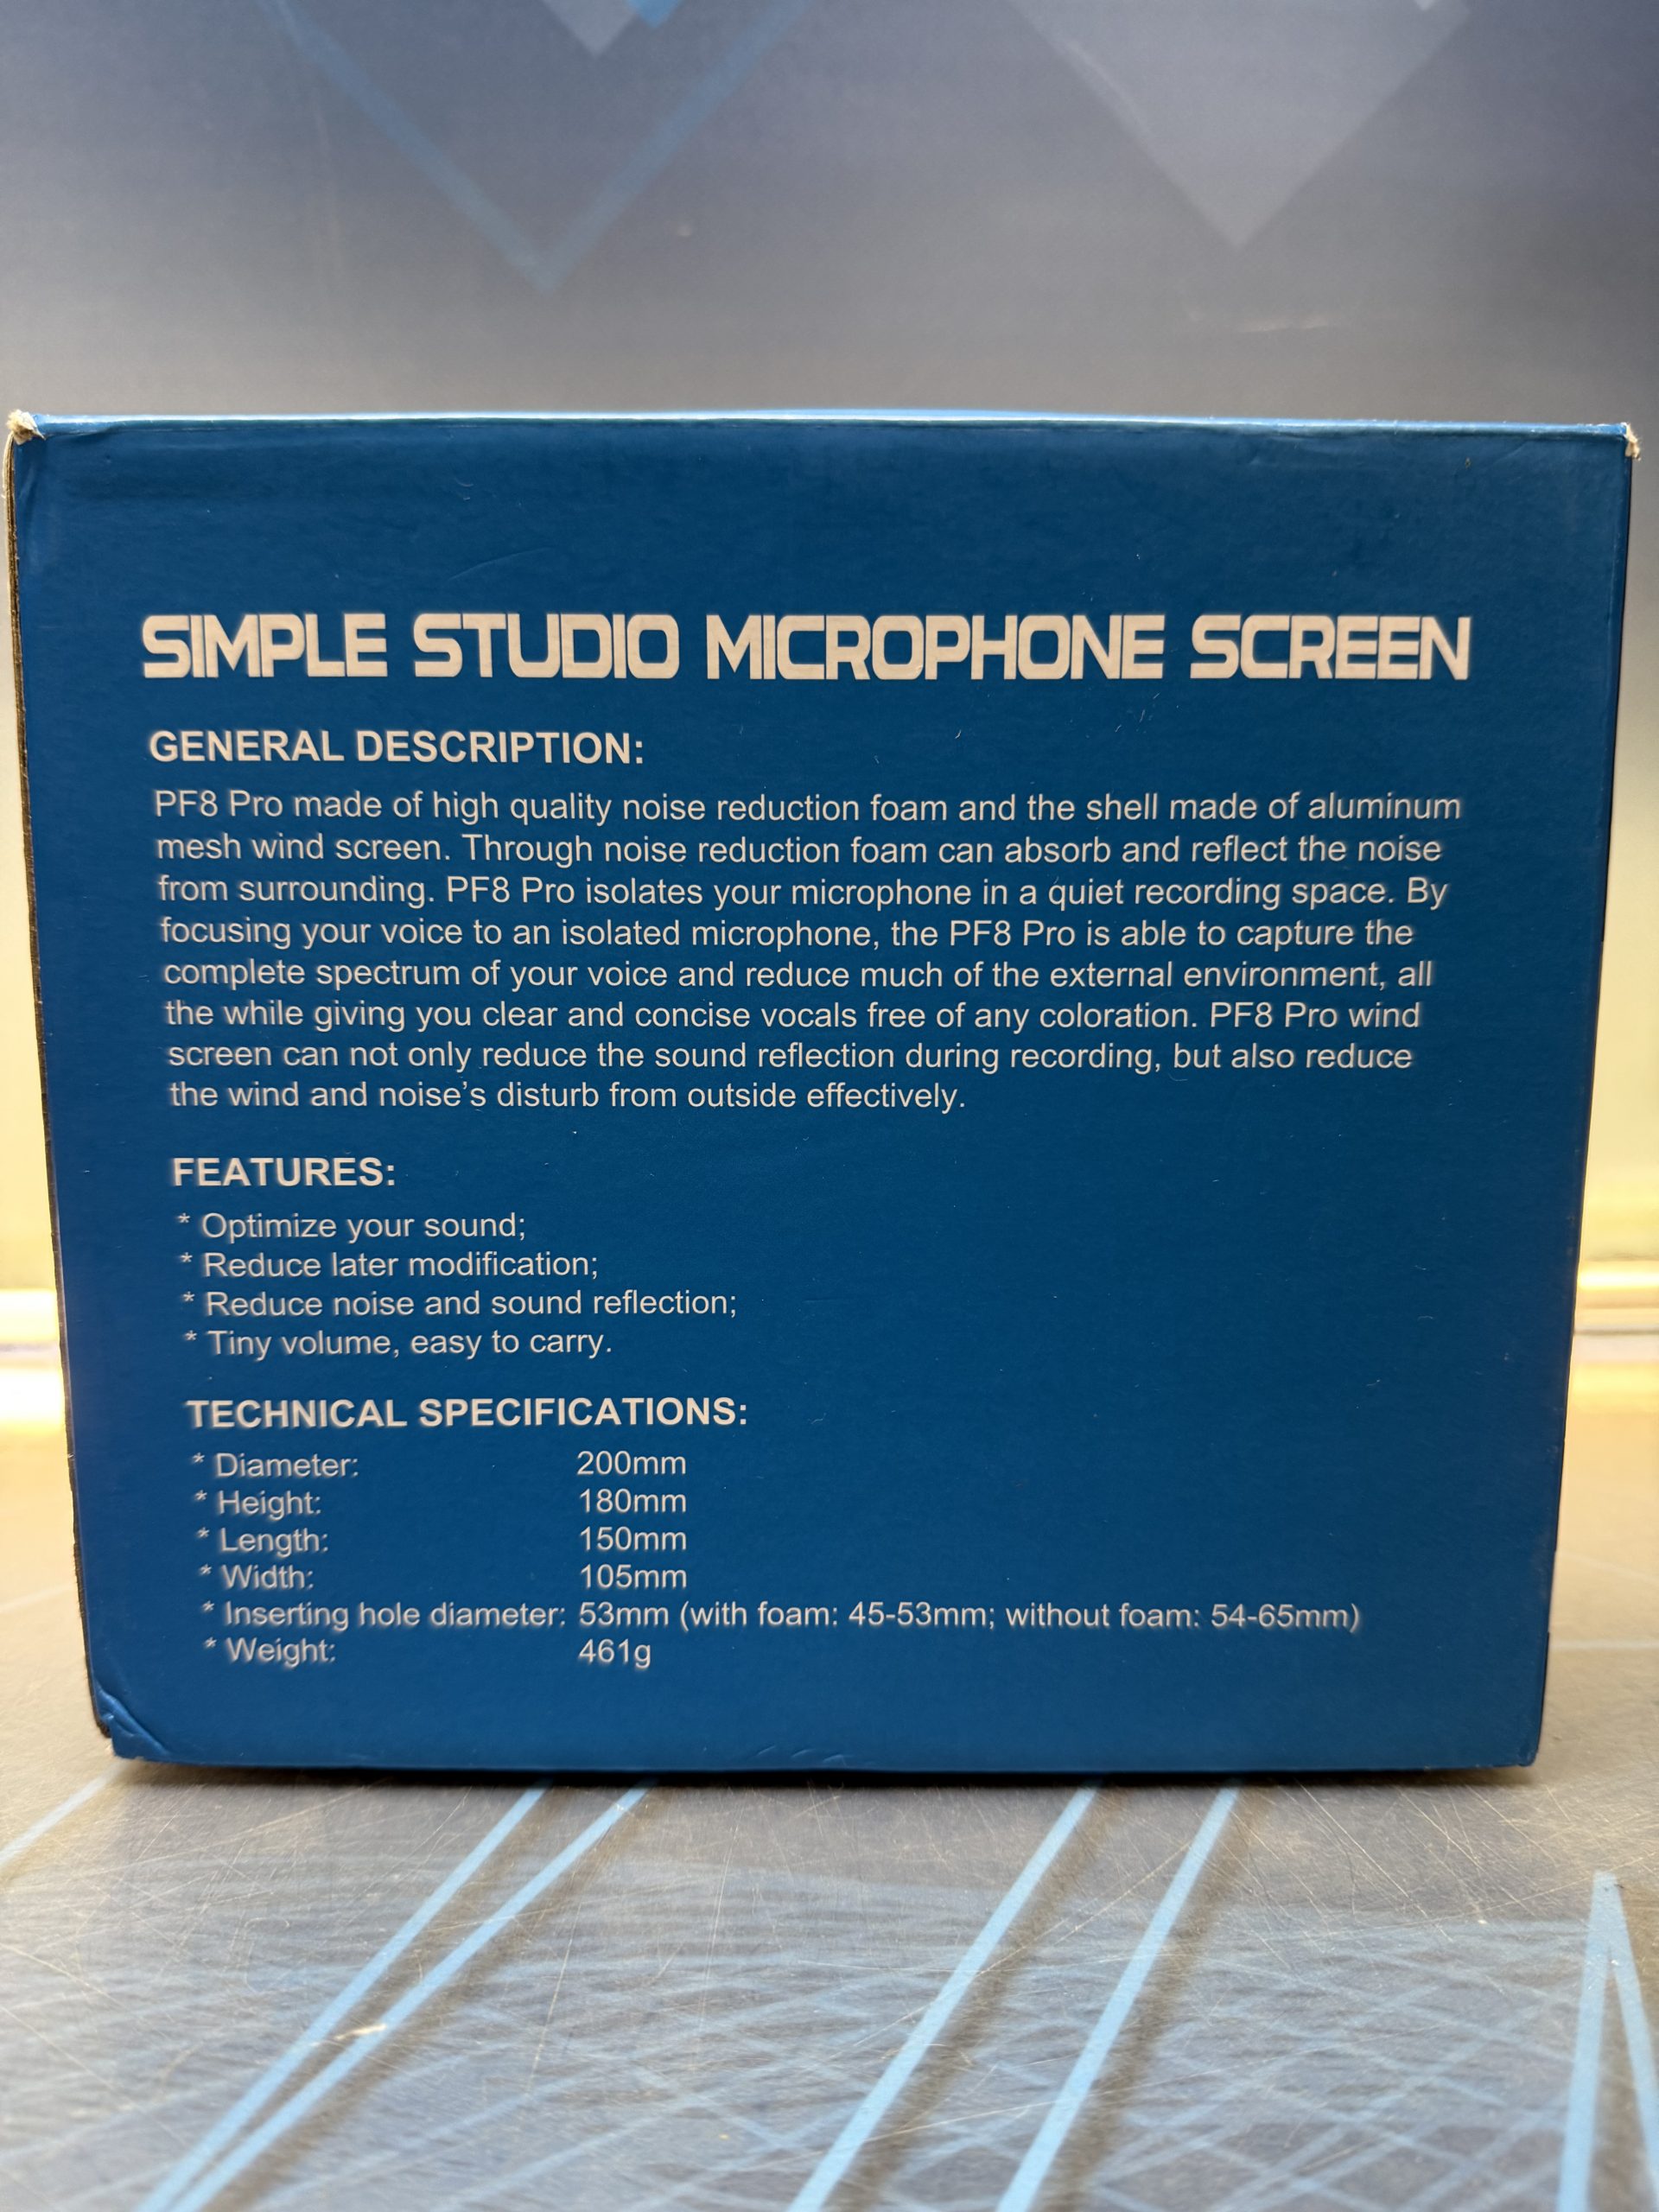 SIMPLE STUDIO MICROPHONE SCREEN
GENERAL DESCRIPTION:
PF8 Pro made of high quality noise reduction foam and the shell made of aluminum
mesh wind screen. Through noise reduction foam can absorb and reflect the noise
from surrounding. PF8 Pro isolates your microphone in a quiet recording space. By
focusing your voice to an isolated microphone, the PF8 Pro is able to capture the
complete spectrum of your voice and reduce much of the external environment, all
the while giving you clear and concise vocals free of any coloration. PF8 Pro wind
screen can not only reduce the sound reflection during recording, but also reduce
the wind and noise’s disturb from outside effectively.
FEATURES:
* Optimize your sound;
* Reduce later modification;
* Reduce noise and sound reflection;
* Tiny volume, easy to carry.
TECHNICAL SPECIFICATIONS:
* Diameter: 200mm
* Height: 180mm
* Length: 150mm
* Width: 105mm
* Inserting hole diameter: 53mm (with foam: 45-53mm; without foam: 54-65mm)
* Weight: 461g